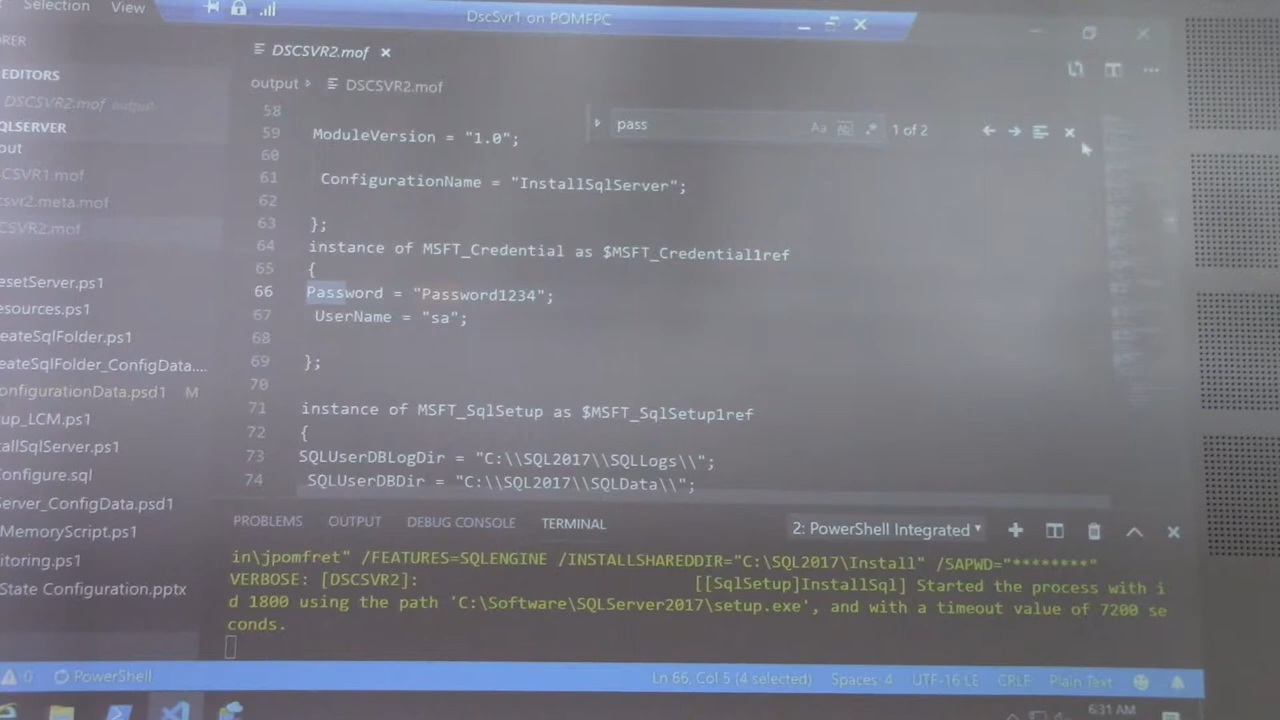 Selection View
DscSvr1 on POMFPC
DSCSVR2.mof
EDITORS
output > DSCSVR2.mof
DSCSVR2.mof output
58
pass
1 of 2
59 ModuleVersion = "1.0";
QLSERVER
out
60
61 ConfigurationName = "InstallSqlServer";
CSVR1.mof
62
csvr2.meta.mof
63 };
CSVR2.mof
64 instance of MSFT_Credential as $MSFT_Credential1ref
65 {
esetServer.ps1
66 Password = "Password1234";
esources.ps1
67 UserName = "sa";
eateSqlFolder.ps1
68
69 };
eateSqlFolder_ConfigData....
70
onfigurationData.psd1 M
71 instance of MSFT_SqlSetup as $MSFT_SqlSetup1ref
up_LCM.ps1
72 {
allSqlServer.ps1
73 SQLUserDBLogDir = "C:\\SQL2017\\SQLLogs\\";
onfigure.sql
74 SQLUserDBDir = "C:\\SQL2017\\SQLData\\";
Server_ConfigData.psd1
PROBLEMS OUTPUT DEBUG CONSOLE TERMINAL
2: PowerShell Integrated
MemoryScript.ps1
itoring.ps1
State Configuration.pptx
in\jpomfret" /FEATURES=SQLENGINE /INSTALLSHAREDDIR="C:\SQL2017\Install" /SAPWD="********"
VERBOSE: [DSCSVR2]: [[SqlSetup]InstallSql] Started the process with i
d 1800 using the path 'C:\Software\SQLServer2017\setup.exe', and with a timeout value of 7200 se
conds.
0 PowerShell
Ln 66, Col 5 (4 selected) Spaces: 4 UTF-16 LE CRLF Plain Text
6:31 AM